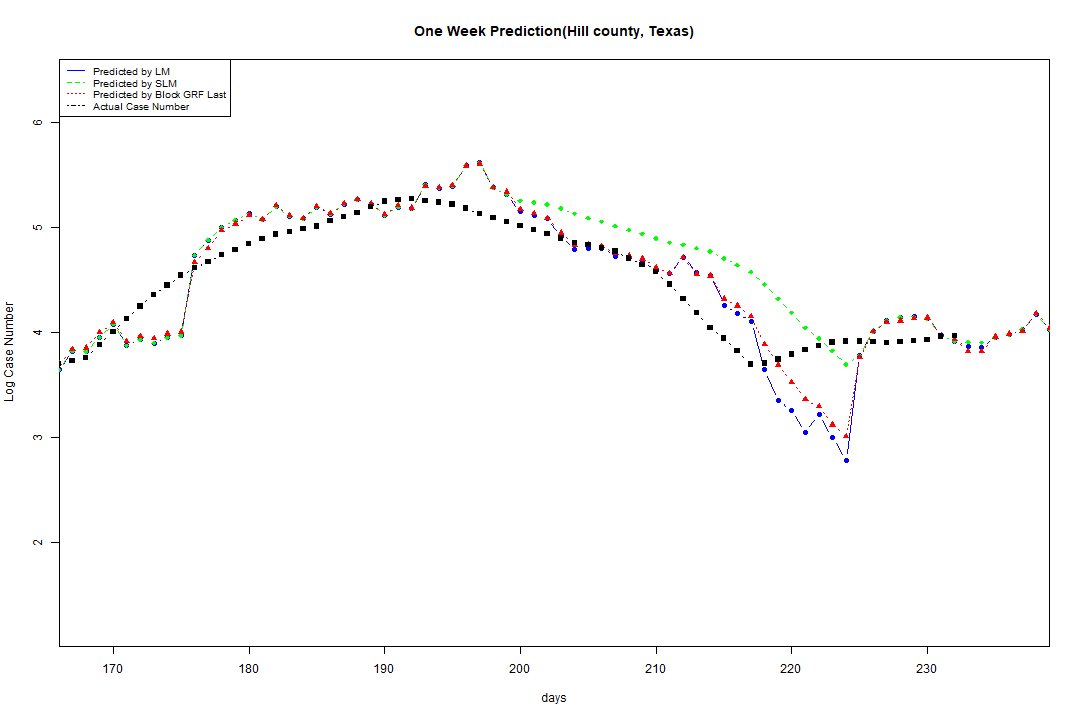 One Week Prediction(Hill county, Texas)
Predicted by LM
Predicted by SLM
Predicted by Block GRF Last
Actual Case Number
6
5
4
3
2
Log Case Number
170 180 190 200 210 220 230
days